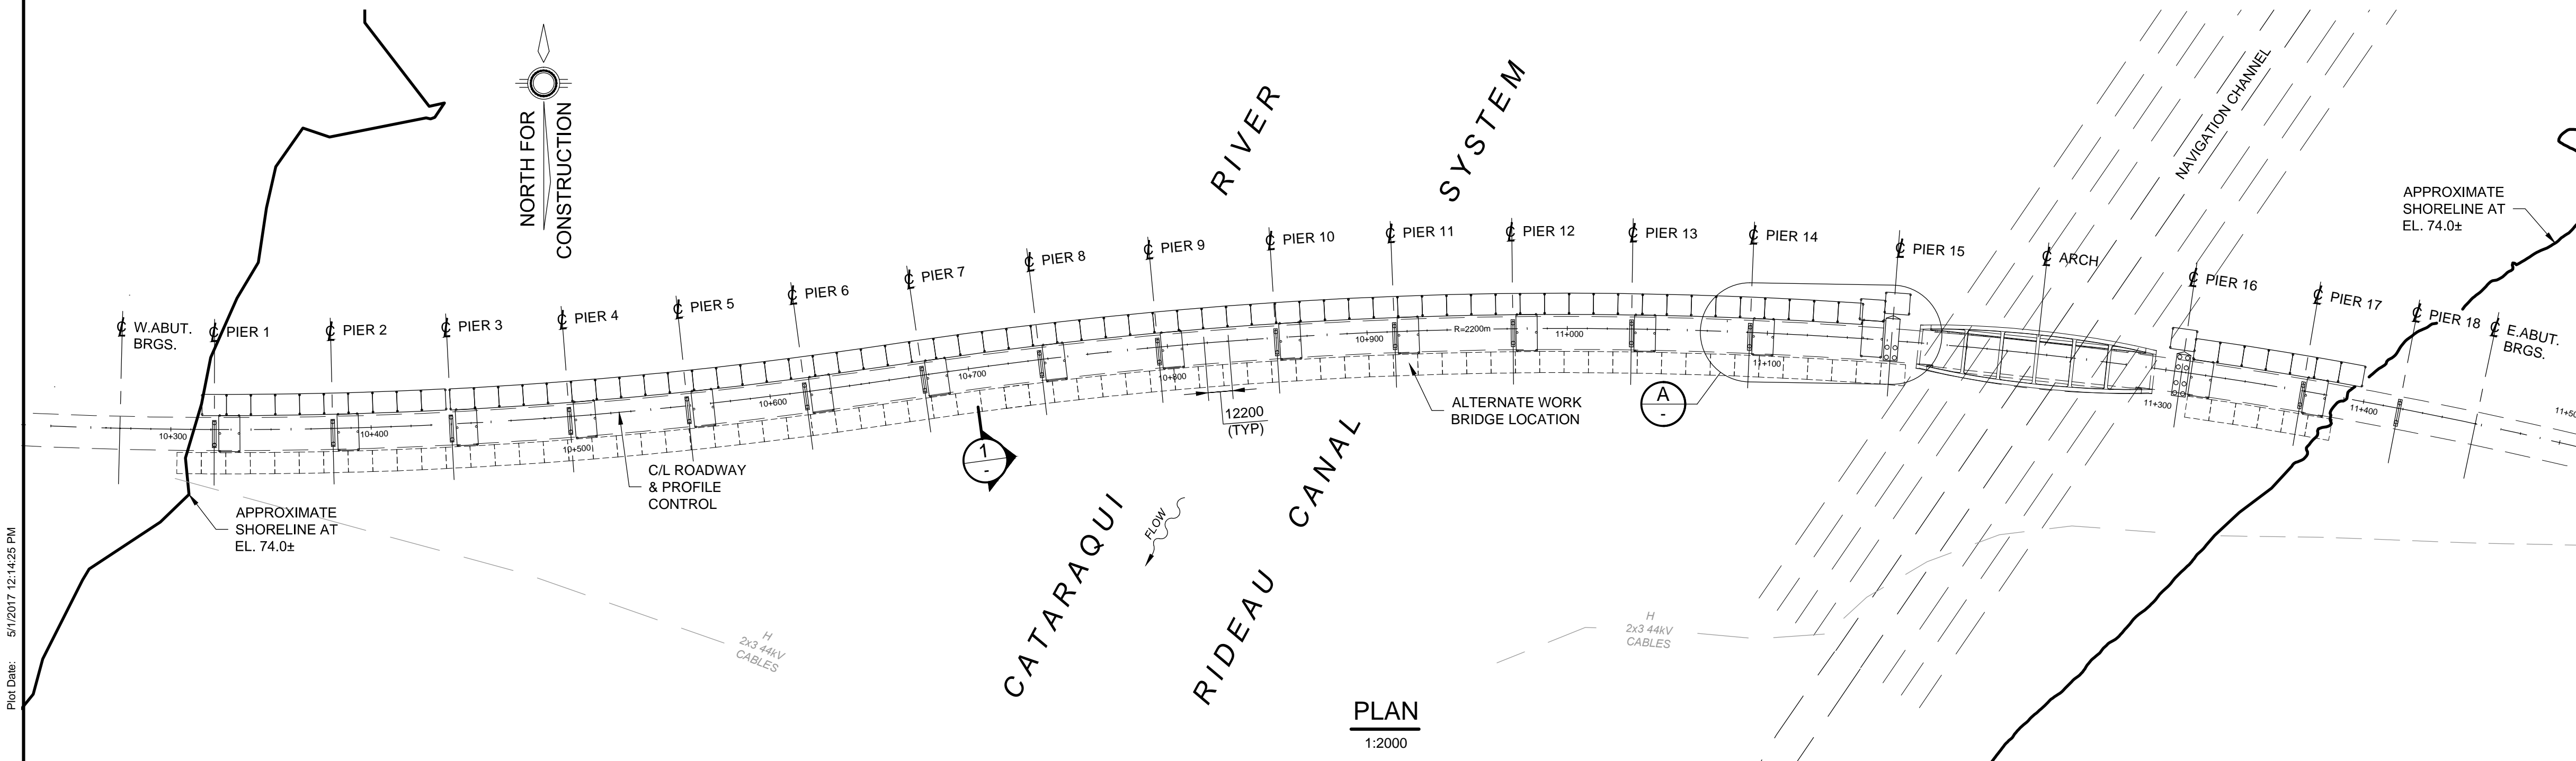 Plot Date: 5/1/2017 12:14:25 PM
NORTH FOR
CONSTRUCTION
RIVER
SYSTEM
NAVIGATION CHANNEL
APPROXIMATE
SHORELINE AT
EL. 74.0±
℄ W.ABUT.
BRGS.
℄ PIER 1
℄ PIER 2
℄ PIER 3
℄ PIER 4
℄ PIER 5
℄ PIER 6
℄ PIER 7
℄ PIER 8
℄ PIER 9
℄ PIER 10
℄ PIER 11
℄ PIER 12
℄ PIER 13
℄ PIER 14
℄ PIER 15
℄ ARCH
℄ PIER 16
℄ PIER 17
℄ PIER 18
℄ E.ABUT.
BRGS.
10+300
10+400
10+500
10+600
10+700
10+800
10+900
R=2200m
11+000
11+100
11+300
11+400
12200
(TYP)
ALTERNATE WORK
BRIDGE LOCATION
A
-
1
-
C/L ROADWAY
& PROFILE
CONTROL
APPROXIMATE
SHORELINE AT
EL. 74.0±
FLOW
CATARAQUI
RIDEAU CANAL
H
2x3 44kV
CABLES
H
2x3 44kV
CABLES
PLAN
1:2000